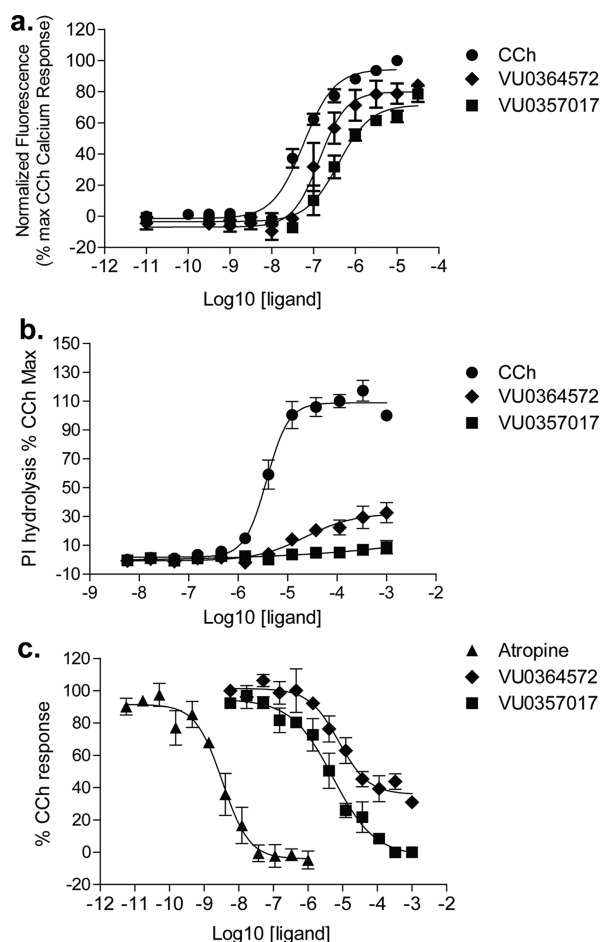 a.
Normalized Fluorescence
(% max CCh Calcium Response)
120
100
80
60
40
20
0
-20
-12 -11 -10 -9 -8 -7 -6 -5 -4
Log10 [ligand]
CCh
VU0364572
VU0357017
b.
PI hydrolysis % CCh Max
150
130
110
90
70
50
30
10
-10
-9 -8 -7 -6 -5 -4 -3 -2
Log10 [ligand]
CCh
VU0364572
VU0357017
c.
% CCh response
120
100
80
60
40
20
0
-20
-12 -11 -10 -9 -8 -7 -6 -5 -4 -3 -2
Log10 [ligand]
Atropine
VU0364572
VU0357017